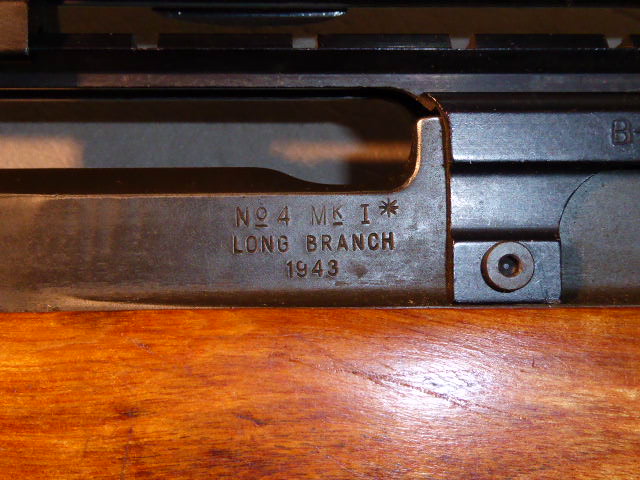 Nº 4 Mᴷ I*
LONG BRANCH
1943